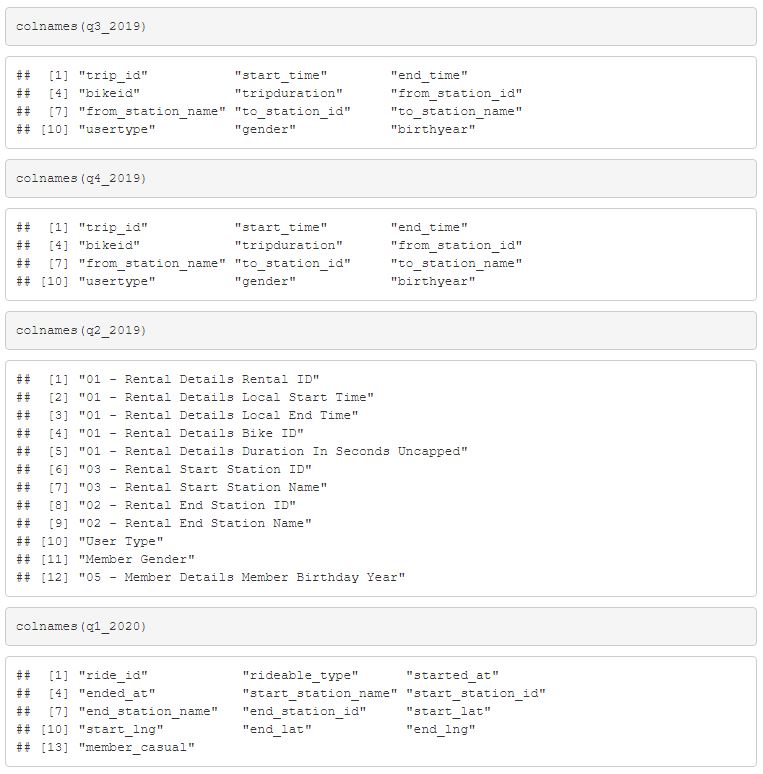 colnames(q3_2019)
##  [1] "trip_id"           "start_time"        "end_time"
##  [4] "bikeid"            "tripduration"      "from_station_id"
##  [7] "from_station_name" "to_station_id"     "to_station_name"
## [10] "usertype"          "gender"            "birthyear"
colnames(q4_2019)
##  [1] "trip_id"           "start_time"        "end_time"
##  [4] "bikeid"            "tripduration"      "from_station_id"
##  [7] "from_station_name" "to_station_id"     "to_station_name"
## [10] "usertype"          "gender"            "birthyear"
colnames(q2_2019)
##  [1] "01 - Rental Details Rental ID"
##  [2] "01 - Rental Details Local Start Time"
##  [3] "01 - Rental Details Local End Time"
##  [4] "01 - Rental Details Bike ID"
##  [5] "01 - Rental Details Duration In Seconds Uncapped"
##  [6] "03 - Rental Start Station ID"
##  [7] "03 - Rental Start Station Name"
##  [8] "02 - Rental End Station ID"
##  [9] "02 - Rental End Station Name"
## [10] "User Type"
## [11] "Member Gender"
## [12] "05 - Member Details Member Birthday Year"
colnames(q1_2020)
##  [1] "ride_id"            "rideable_type"      "started_at"
##  [4] "ended_at"           "start_station_name" "start_station_id"
##  [7] "end_station_name"   "end_station_id"     "start_lat"
## [10] "start_lng"          "end_lat"            "end_lng"
## [13] "member_casual"